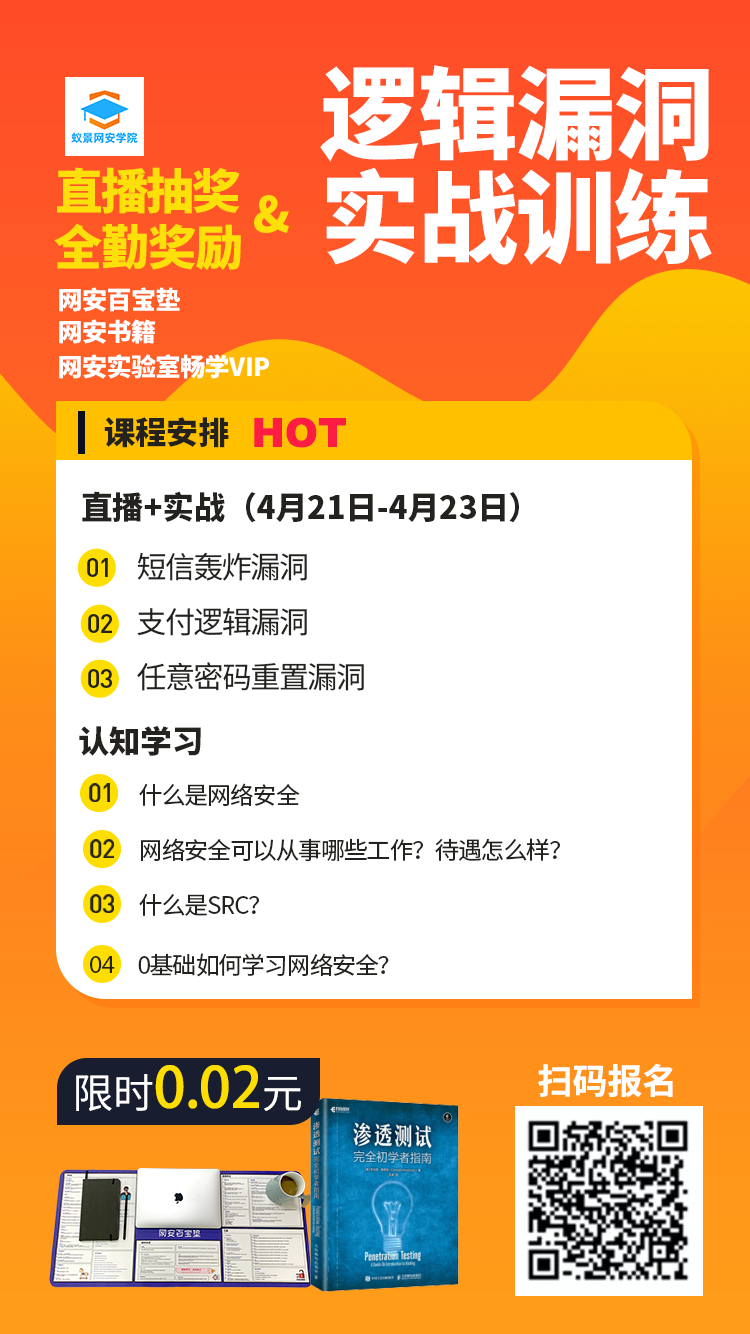 蚁景网安学院
逻辑漏洞
实战训练
直播抽奖
全勤奖励
&
网安百宝垫
网安书籍
网安实验室畅学VIP
课程安排 HOT
直播+实战（4月21日-4月23日）
01 短信轰炸漏洞
02 支付逻辑漏洞
03 任意密码重置漏洞
认知学习
01 什么是网络安全
02 网络安全可以从事哪些工作？待遇怎么样？
03 什么是SRC？
04 0基础如何学习网络安全？
限时0.02元
扫码报名
渗透测试
完全初学者指南
Penetration Testing
网安百宝垫